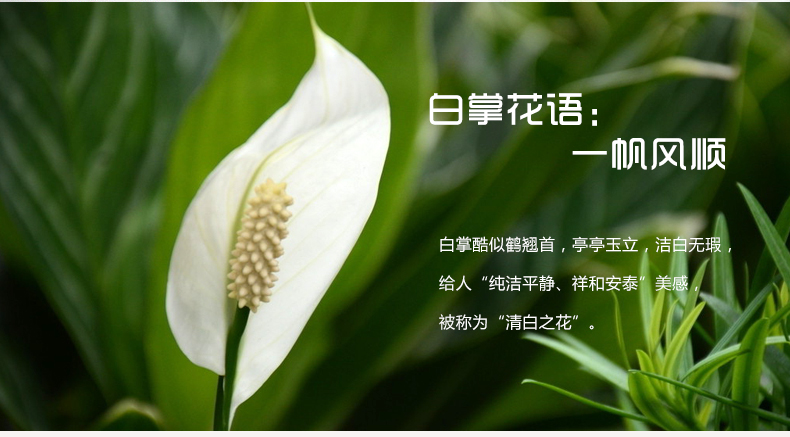 白掌花语：
一帆风顺
白掌酷似鹤翘首，亭亭玉立，洁白无瑕，
给人“纯洁平静、祥和安泰”美感，
被称为“清白之花”。